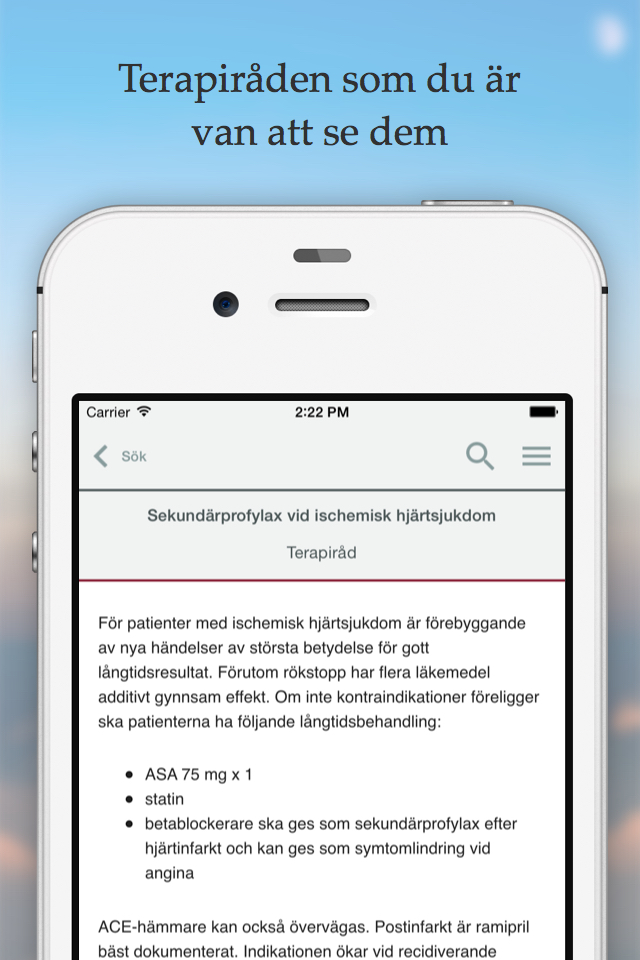 Terapiråden som du är
van att se dem
Carrier
2:22 PM
Sök
Sekundärprofylax vid ischemisk hjärtsjukdom
Terapiråd
För patienter med ischemisk hjärtsjukdom är förebyggande
av nya händelser av största betydelse för gott
långtidsresultat. Förutom rökstopp har flera läkemedel
additivt gynnsam effekt. Om inte kontraindikationer föreligger
ska patienterna ha följande långtidsbehandling:
• ASA 75 mg x 1
• statin
• betablockerare ska ges som sekundärprofylax efter
hjärtinfarkt och kan ges som symtomlindring vid
angina
ACE-hämmare kan också övervägas. Postinfarkt är ramipril
bäst dokumenterat. Indikationen ökar vid recidiverande